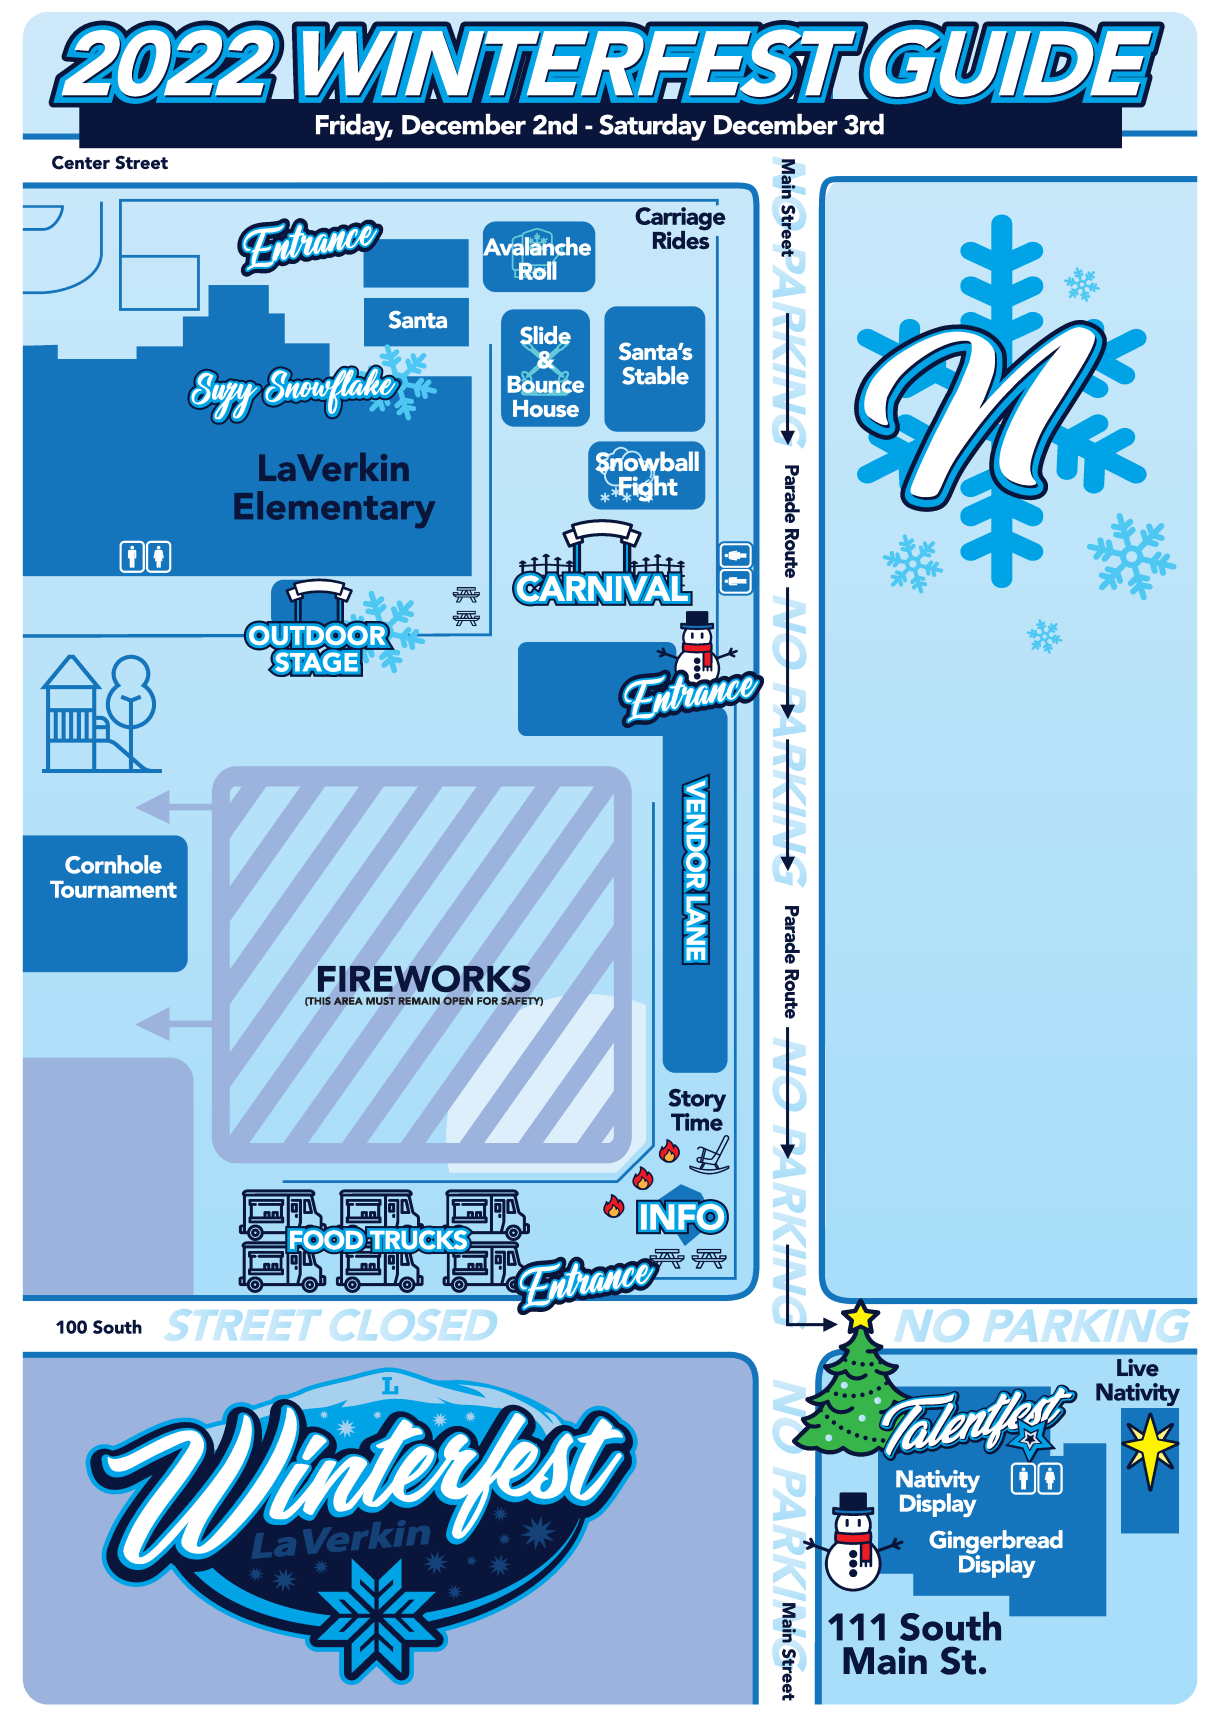 2022 WINTERFEST GUIDE
Friday, December 2nd - Saturday December 3rd
Center Street
Main Street
NO PARKING
Entrance
Avalanche
Roll
Carriage
Rides
Santa
Slide
&
Bounce
House
Santa's
Stable
Suzy Snowflake
LaVerkin
Elementary
Snowball
Fight
N
Parade Route
CARNIVAL
OUTDOOR
STAGE
NO PARKING
Entrance
VENDOR LANE
Cornhole
Tournament
FIREWORKS
(THIS AREA MUST REMAIN OPEN FOR SAFETY)
Parade Route
NO PARKING
Story
Time
INFO
FOOD TRUCKS
Entrance
100 South
STREET CLOSED
NO PARKING
L
Winterfest
LaVerkin
NO PARKING
Main Street
Talentfest
Live
Nativity
Nativity
Display
Gingerbread
Display
111 South
Main St.